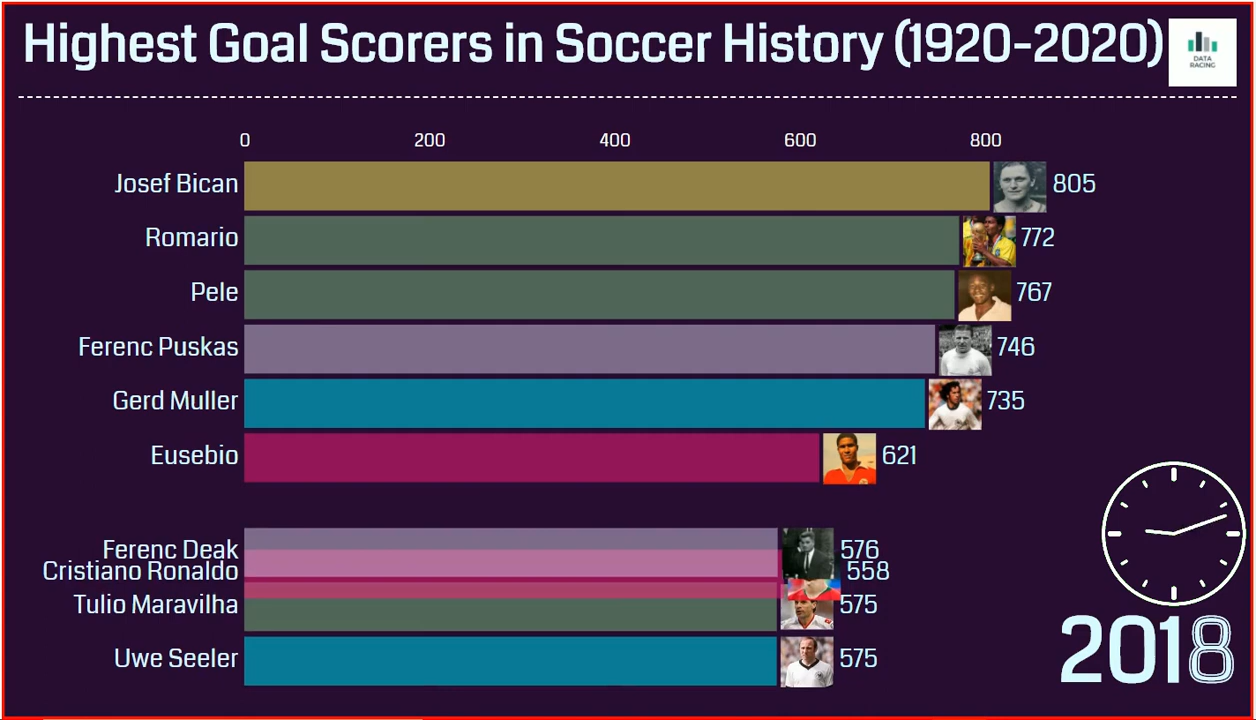 Highest Goal Scorers in Soccer History (1920-2020)
DATA
RACING
0 200 400 600 800
Josef Bican 805
Romario 772
Pele 767
Ferenc Puskas 746
Gerd Muller 735
Eusebio 621
Ferenc Deak 576
Cristiano Ronaldo 558
Tulio Maravilha 575
Uwe Seeler 575
2018